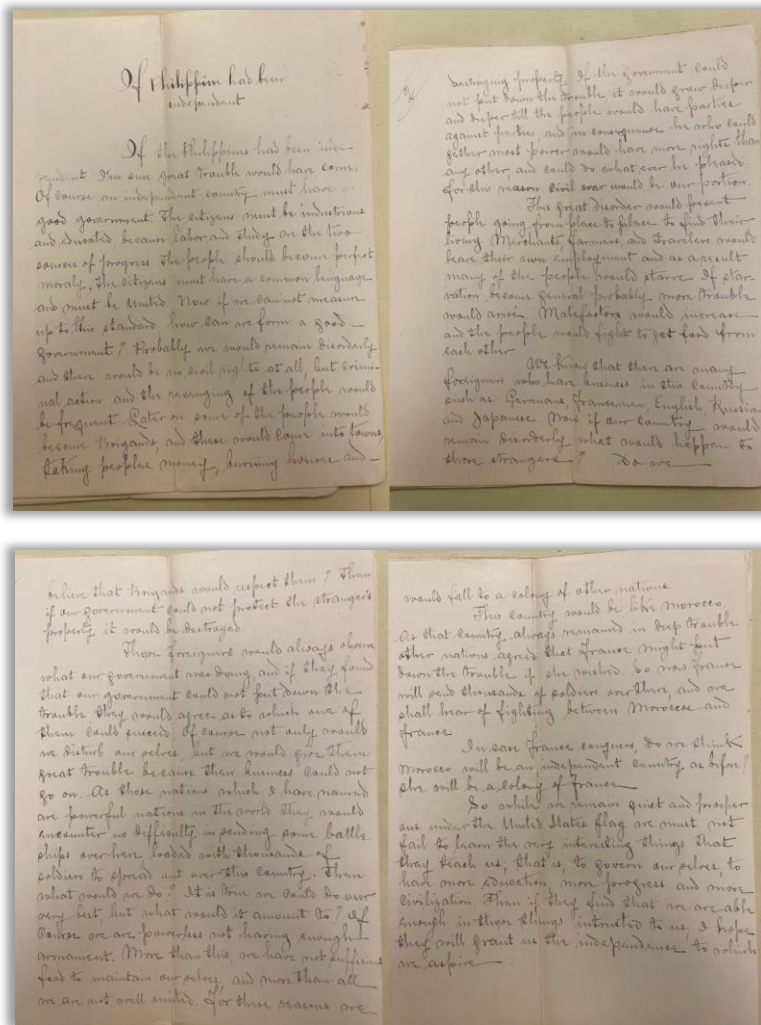 If Philippine had been
independent
If the Philippines had been inde-
pendent I'm sure great trouble would have come.
Of course an independent country must have a
good government The citizens must be industrious
and educated, because labor and study are the two
sources of progress. The people should become perfect
moraly, The citizens must have a common language
and must be united. Now if we can not measure
up to this standard, how can we form a good
government? Probably we would remain disorderly
and there would be no civil rights at all, but crimi-
nal action and the revenging of the people would
be frequent Later on some of the people would
become Brigands, and these would come into towns
taking peoples money, burning houses and
2)
destroying property. If the government could
not put down the trouble it would grow deeper
and deeper till the people would have parties
against parties, and in consequence he who could
gather most power would have more rights than
any other, and could do what ever he pleased
for this reason civil war would be our portion.
This great disorder would present
people going from place to place to find their
living Merchants, farmers, and travelers would
leave their own employment and as a result
many of the people would starve If star-
vation became general probably more trouble
would arise. Malefactors would increase
and the people would fight to get food from
each other
We know that there are many
foreigners who have business in this country
such as: Germans, Frenchmen, English, Russian
and Japanese. Now if our country would
remain disorderly what would happen to
those strangers? Do we
believe that Brigands would respect them? Then
if our government could not protect the stranger's
property it would be destroyed.
Those foreigners would always observe
what our government was doing, and if they found
that our government could not put down the
trouble they would agree as to which one of
them could succeed. Of course not only would
we disturb our selves, but we would give them
great trouble because their business could not
go on. As those nations which I have named
are powerful nations in the world they would
encounter no difficulty in sending some battle
ships over here loaded with thousands of
soldiers to spread out over this country. Then
what would we do? It is true we could do our
very best but what would it amount to? Of
course we are powerless not having enough
armament. More than this, we have not sufficient
food to maintain our selves, and more than all
we are not well united. For these reasons we
would fall to a colony of other nations
This country would be like Morocco.
As that country always remained in deep trouble
other nations agreed that France might put
down the trouble if she wished. So now France
will send thousands of soldiers over there, and we
shall hear of fighting between Moroccos and
France
In case France conquers, do we think
Morocco will be an independent country as before?
she will be a colony of France
So while we remain quiet and prosper
ous under the United States flag we must not
fail to learn the very interesting things that
they teach us, that is, to govern our selves, to
have more education more progress and more
civilization. Then if they find that we are able
enough in these things intrusted to us I hope
they will grant us the independence to which
we aspire